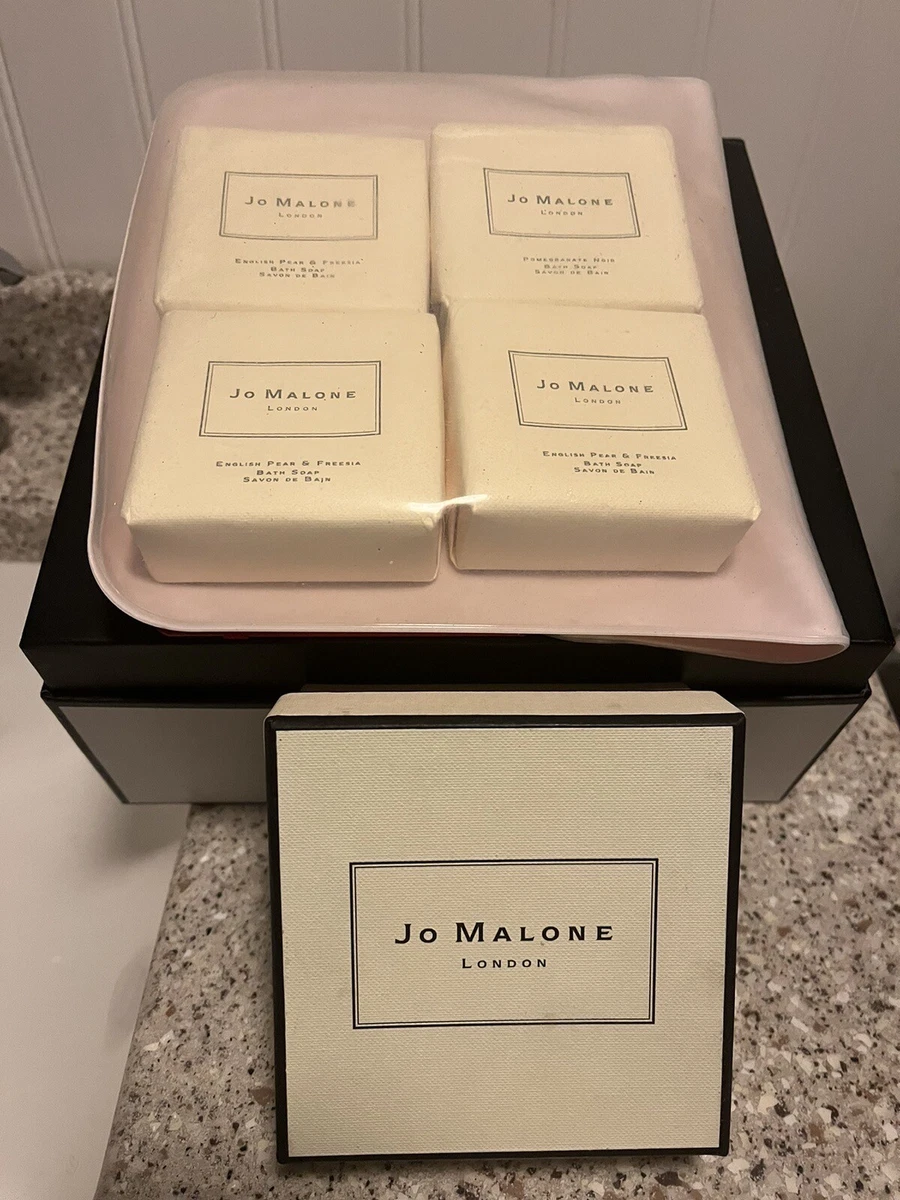 Jo Malone
London
English Pear & Freesia
Bath Soap
Savon de Bain
Jo Malone
London
Pomegranate Noir
Bath Soap
Savon de Bain
Jo Malone
London
English Pear & Freesia
Bath Soap
Savon de Bain
Jo Malone
London
English Pear & Freesia
Bath Soap
Savon de Bain
Jo Malone
London